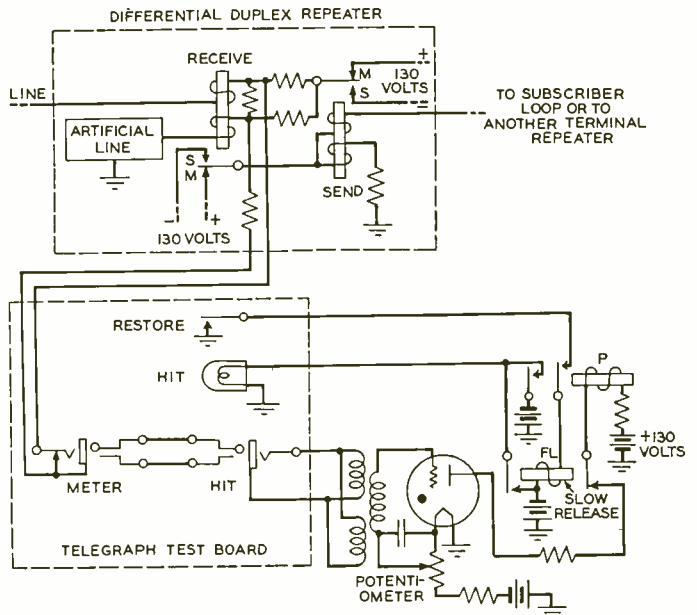 DIFFERENTIAL DUPLEX REPEATER
RECEIVE
LINE
ARTIFICIAL
LINE
M
S
+
130
VOLTS
−
S
M
−
+
130 VOLTS
SEND
TO SUBSCRIBER
LOOP OR TO
ANOTHER TERMINAL
REPEATER
RESTORE
HIT
P
+130
VOLTS
FL
SLOW
RELEASE
METER
HIT
TELEGRAPH TEST BOARD
POTENTI-
OMETER